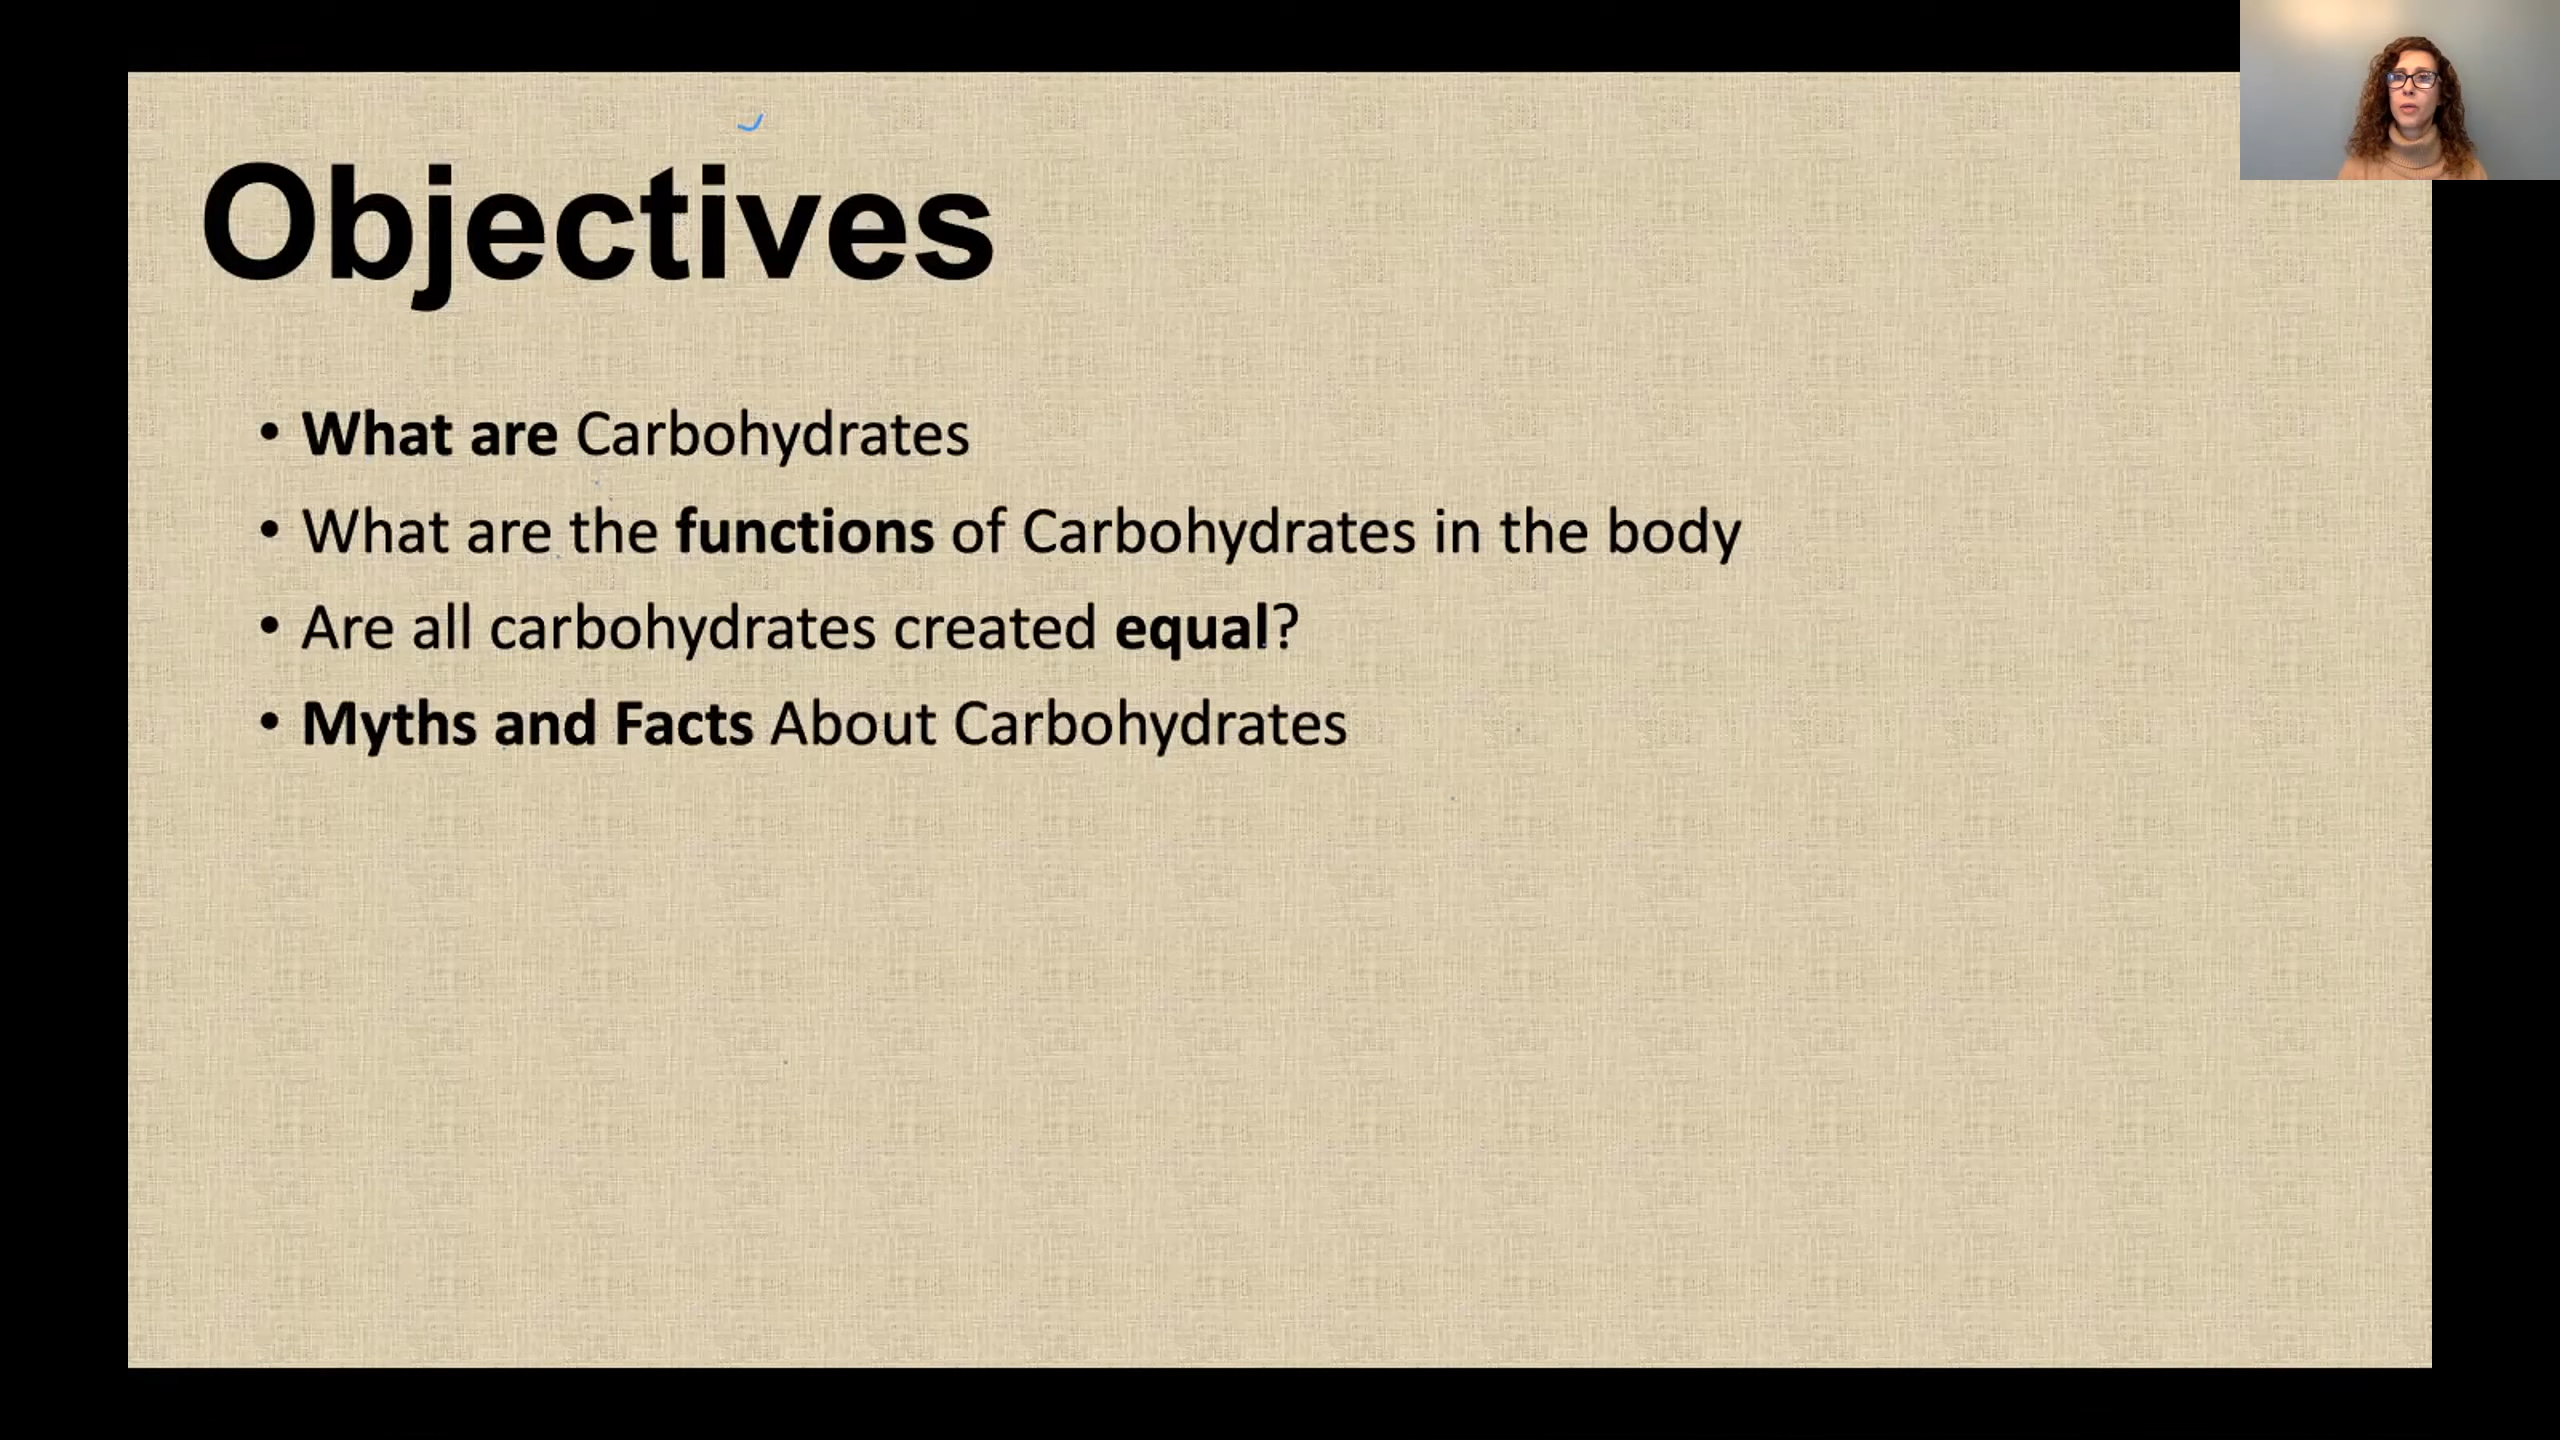 Objectives
• What are Carbohydrates
• What are the functions of Carbohydrates in the body
• Are all carbohydrates created equal?
• Myths and Facts About Carbohydrates